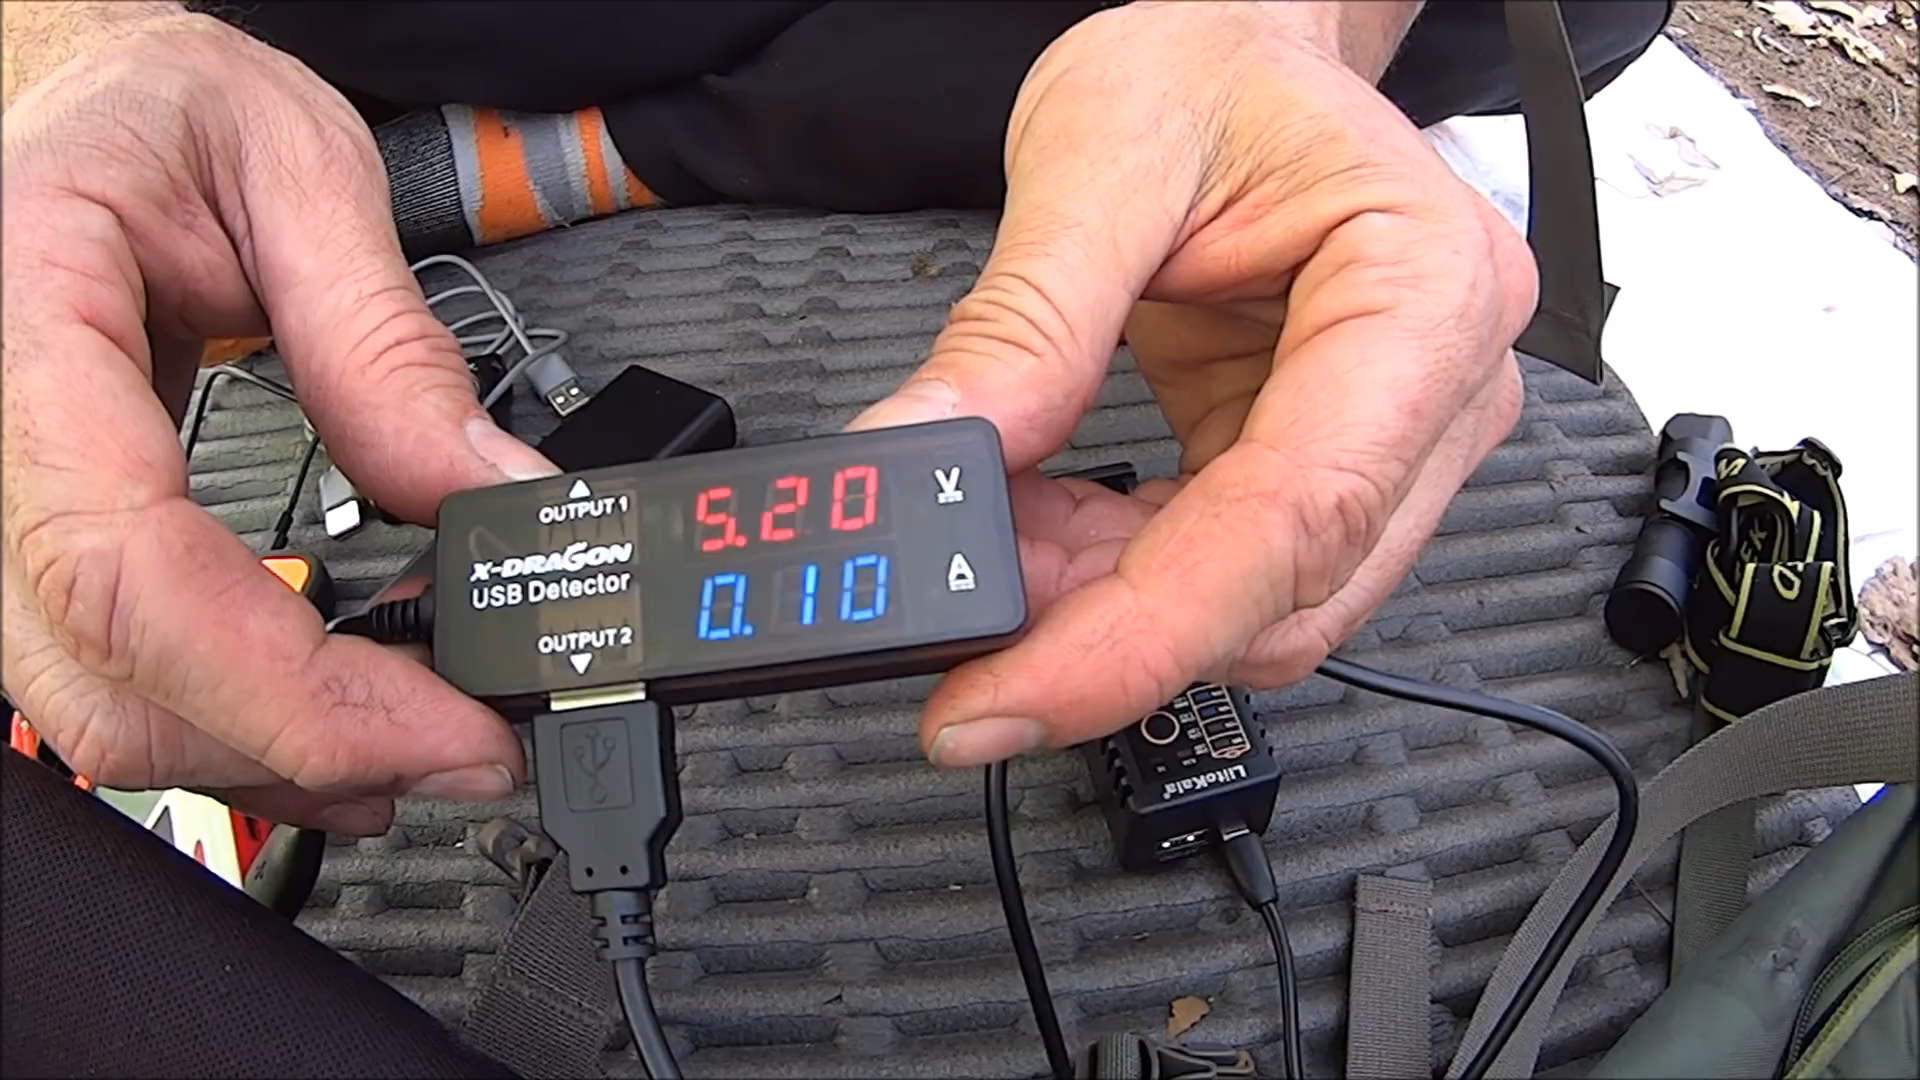 OUTPUT 1
X-DRAGON
USB Detector
OUTPUT 2
5.20 V
0.10 A
LiitoKala